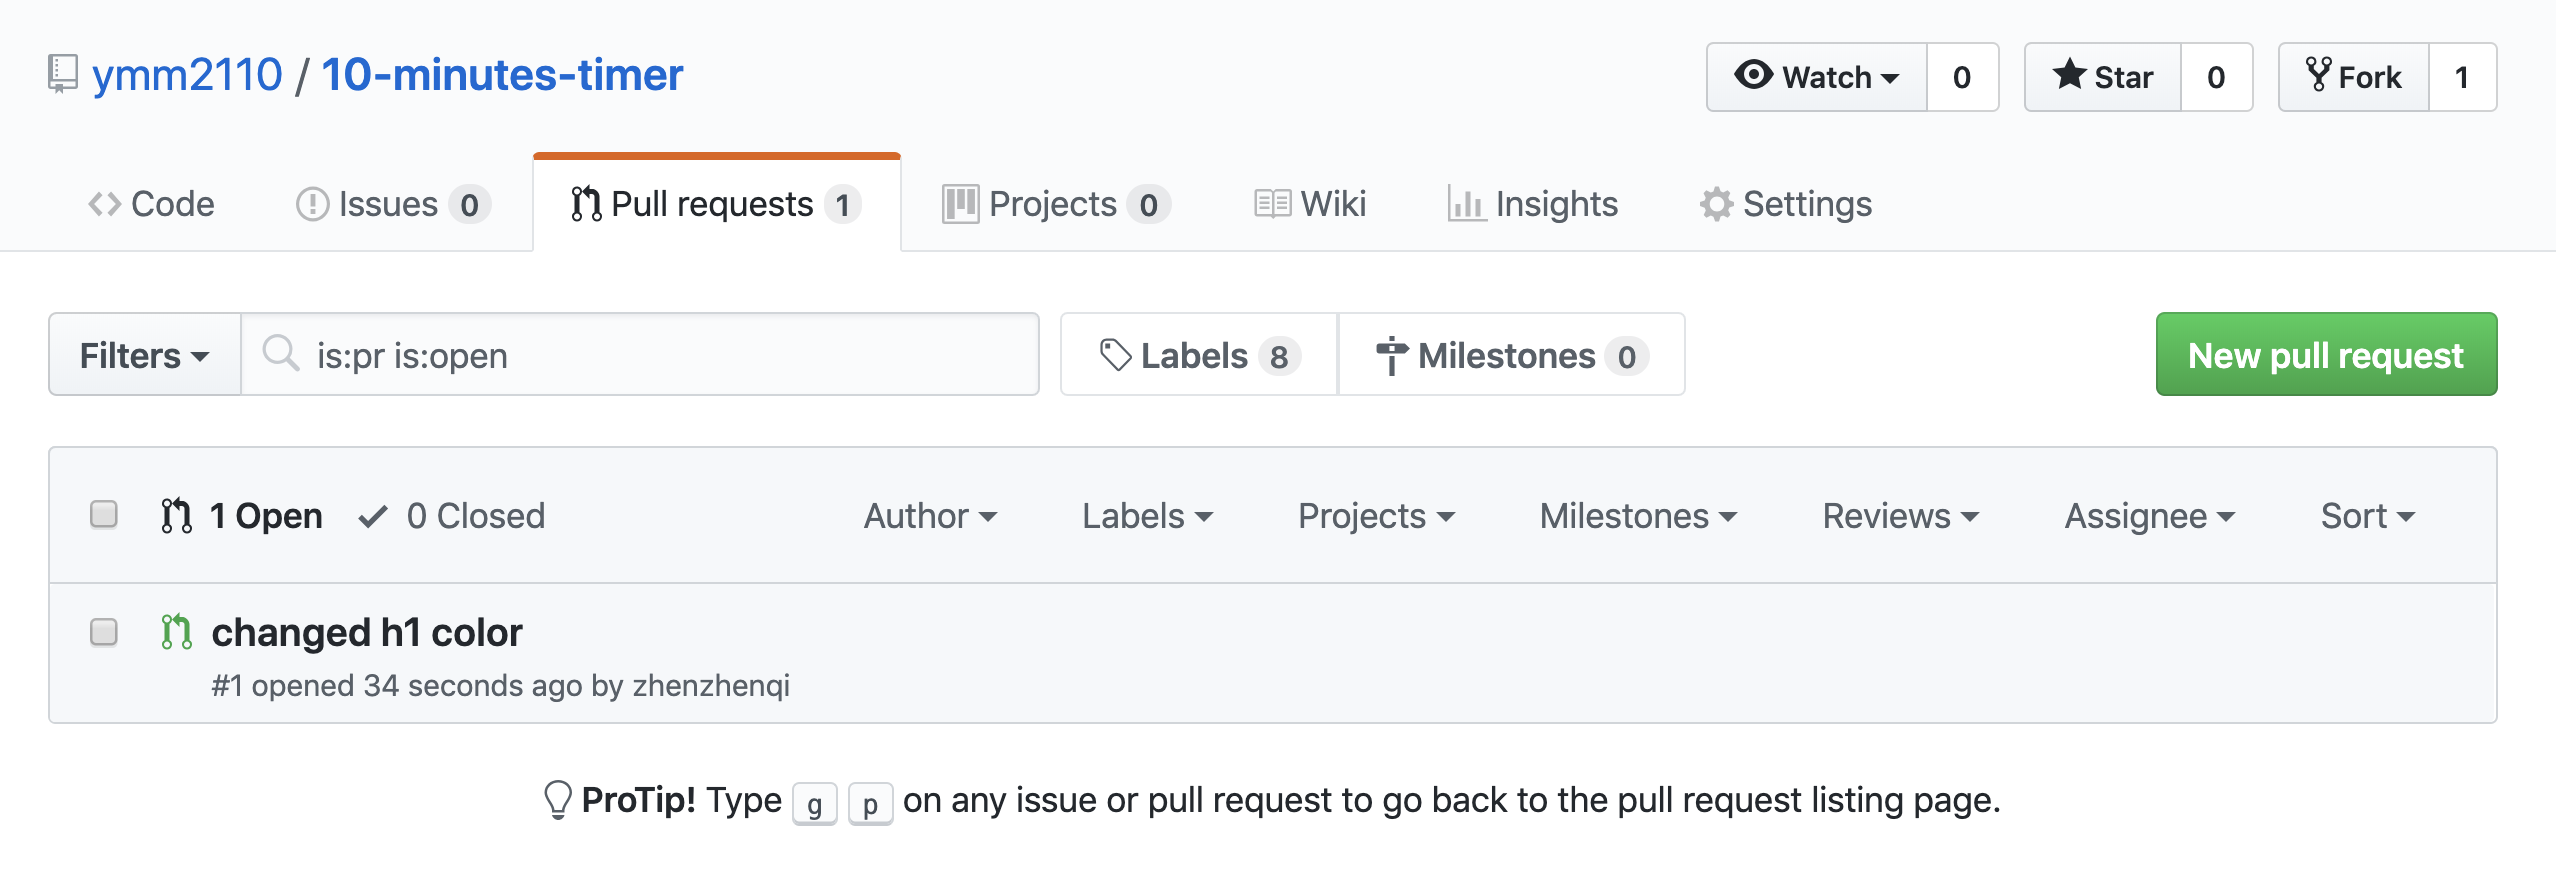 ymm2110 / 10-minutes-timer
Watch 0 Star 0 Fork 1
Code Issues 0 Pull requests 1 Projects 0 Wiki Insights Settings
Filters is:pr is:open Labels 8 Milestones 0 New pull request
1 Open 0 Closed Author Labels Projects Milestones Reviews Assignee Sort
changed h1 color
#1 opened 34 seconds ago by zhenzhenqi
ProTip! Type g p on any issue or pull request to go back to the pull request listing page.